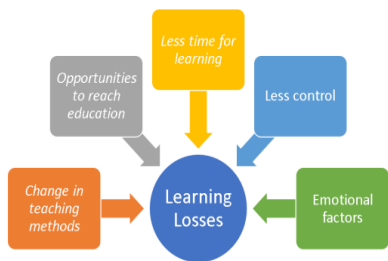 Less time for
learning
Opportunities
to reach
education
Less control
Change in
teaching
methods
Learning
Losses
Emotional
factors